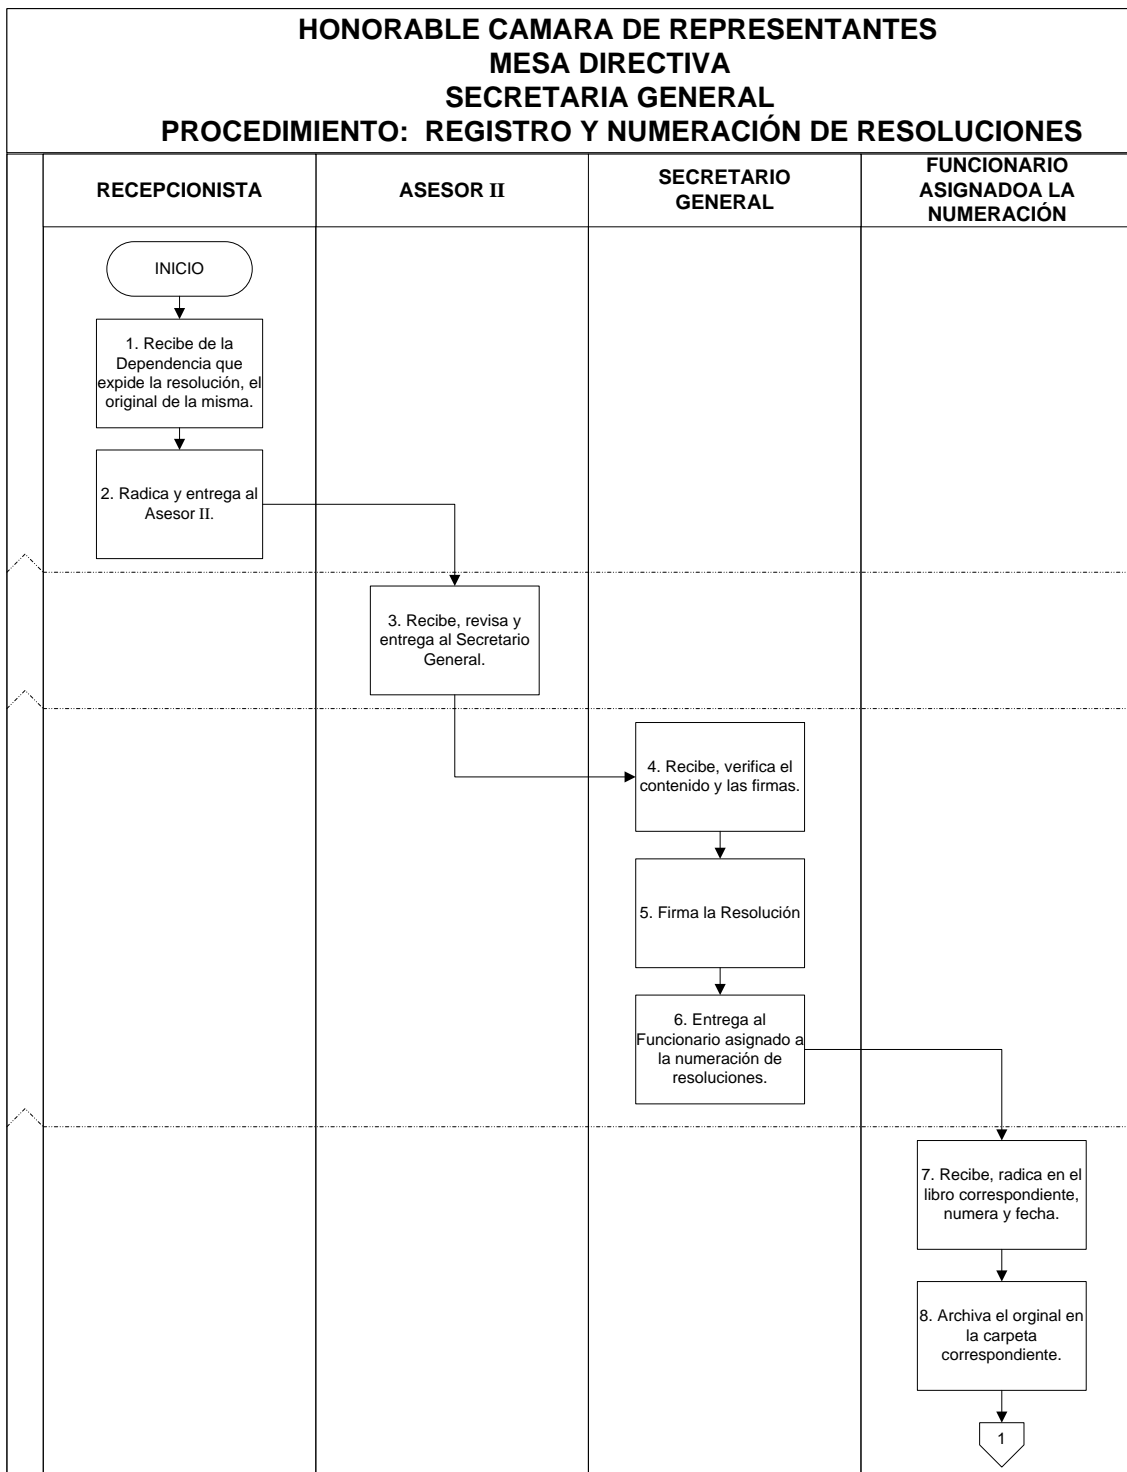 HONORABLE CAMARA DE REPRESENTANTES
MESA DIRECTIVA
SECRETARIA GENERAL
PROCEDIMIENTO: REGISTRO Y NUMERACIÓN DE RESOLUCIONES
RECEPCIONISTA
ASESOR II
SECRETARIO
GENERAL
FUNCIONARIO
ASIGNADOA LA
NUMERACIÓN
INICIO
1. Recibe de la
Dependencia que
expide la resolución, el
original de la misma.
2. Radica y entrega al
Asesor II.
3. Recibe, revisa y
entrega al Secretario
General.
4. Recibe, verifica el
contenido y las firmas.
5. Firma la Resolución
6. Entrega al
Funcionario asignado a
la numeración de
resoluciones.
7. Recibe, radica en el
libro correspondiente,
numera y fecha.
8. Archiva el orginal en
la carpeta
correspondiente.
1